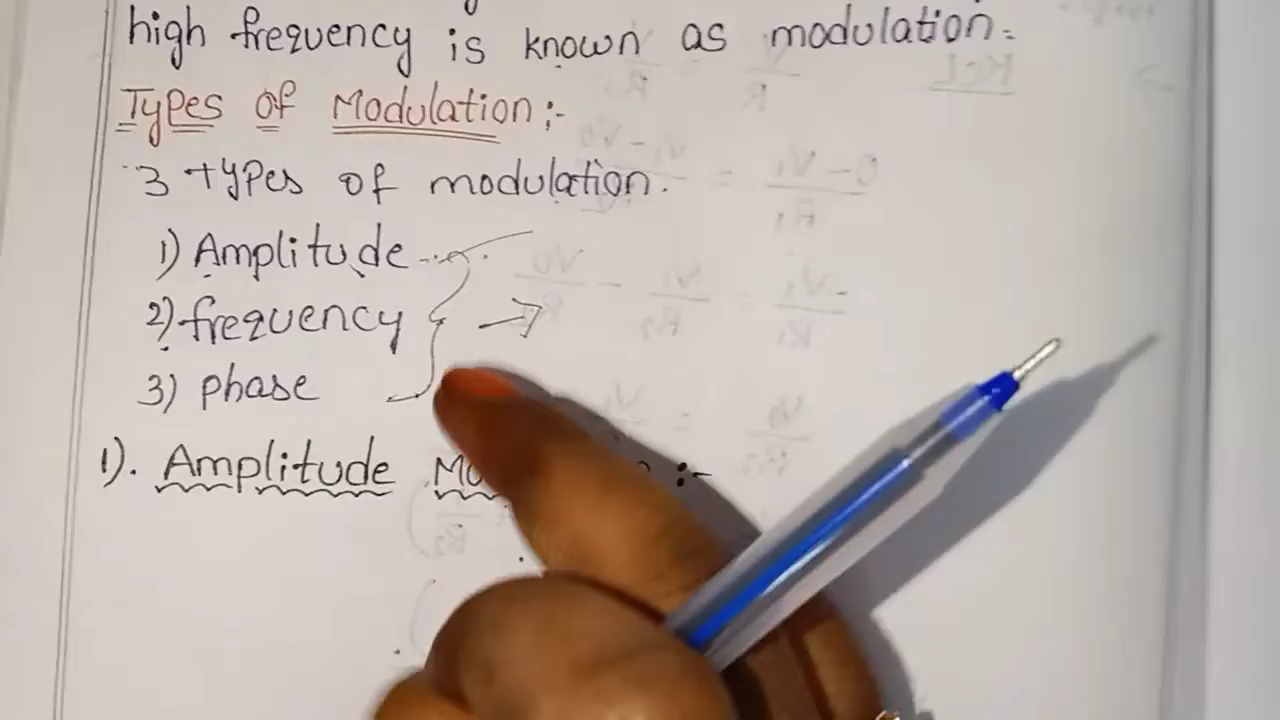 high frequency is known as modulation.
Types of Modulation :-
3 types of modulation.
1) Amplitude
2) frequency
3) phase
1). Amplitude :-